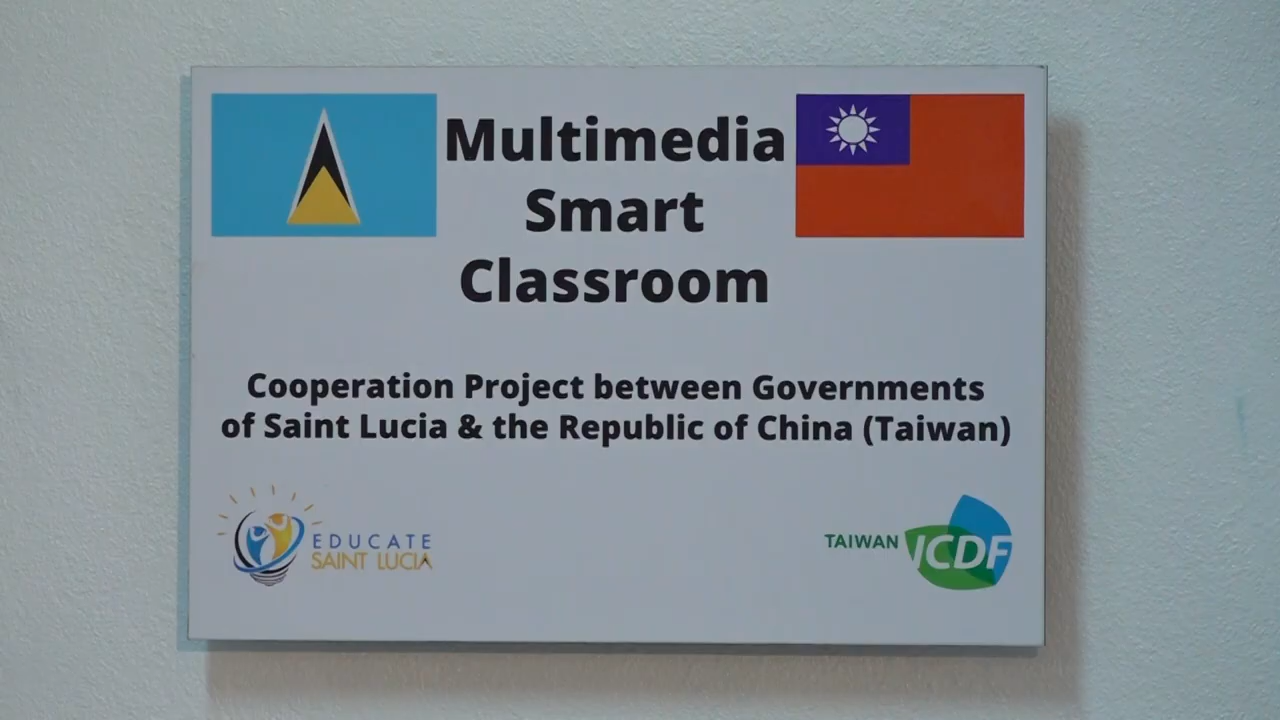 Multimedia
Smart
Classroom
Cooperation Project between Governments
of Saint Lucia & the Republic of China (Taiwan)
EDUCATE
SAINT LUCIA
TAIWAN ICDF